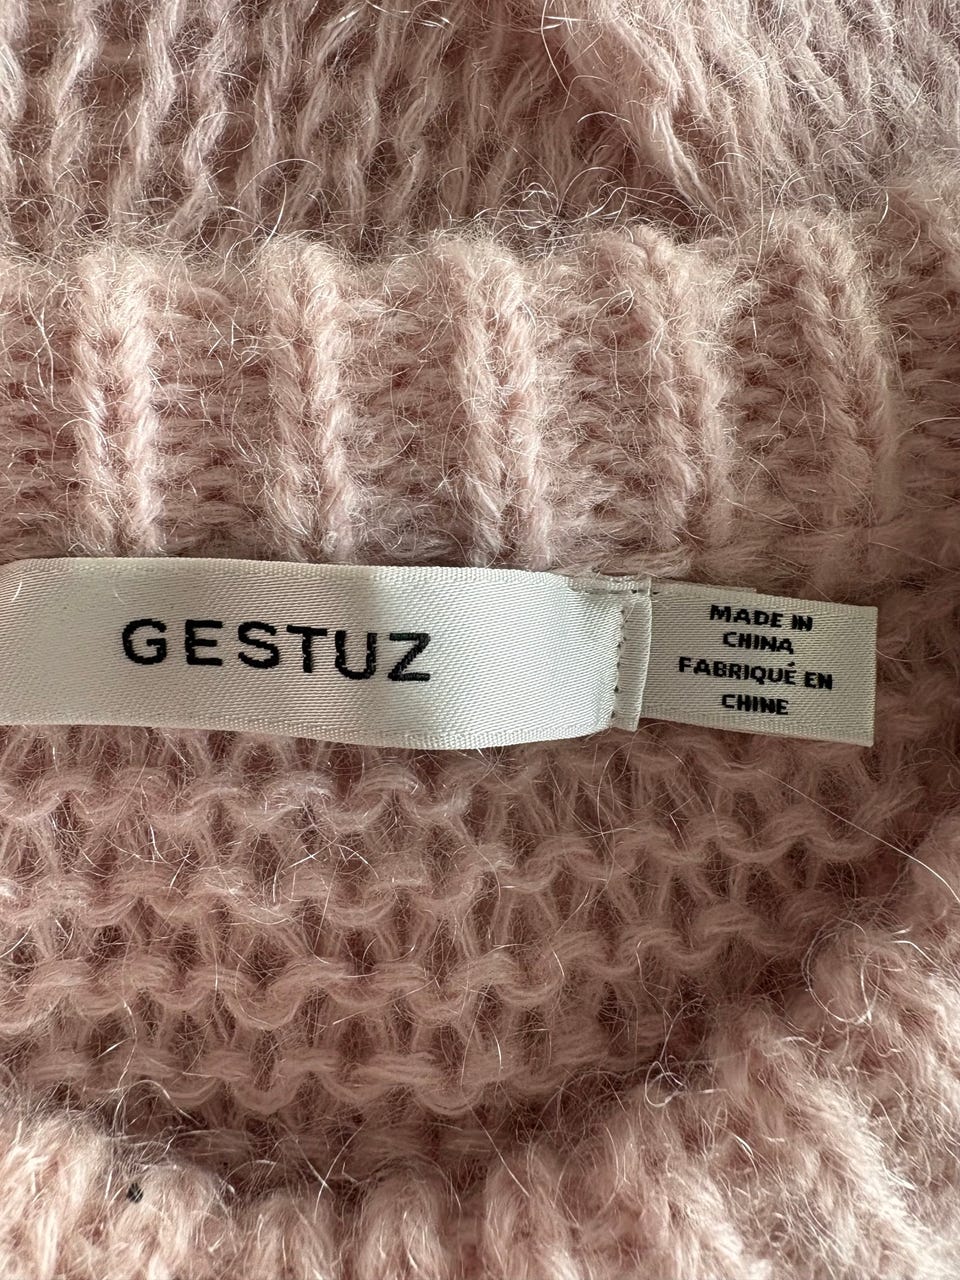 GESTUZ
MADE IN
CHINA
FABRIQUÉ EN
CHINE